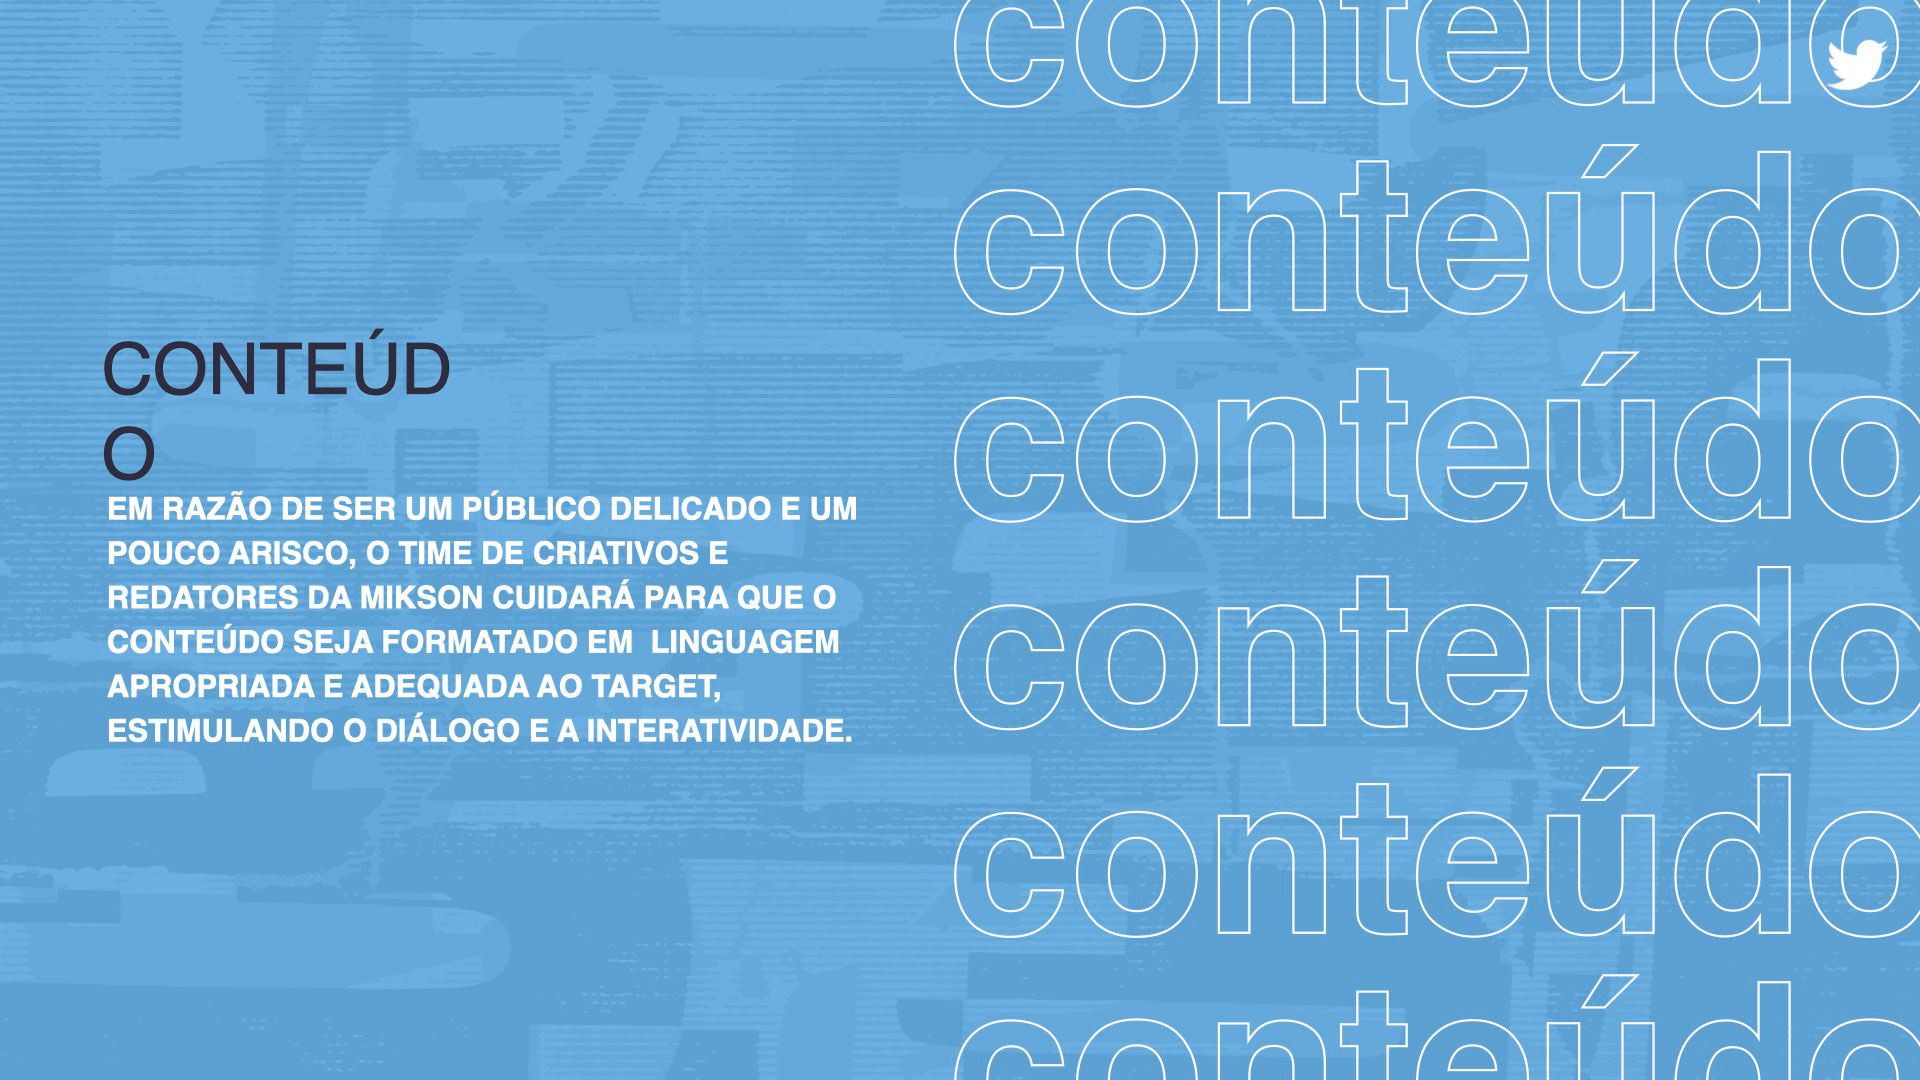 CONTEÚD
O
EM RAZÃO DE SER UM PÚBLICO DELICADO E UM
POUCO ARISCO, O TIME DE CRIATIVOS E
REDATORES DA MIKSON CUIDARÁ PARA QUE O
CONTEÚDO SEJA FORMATADO EM  LINGUAGEM
APROPRIADA E ADEQUADA AO TARGET,
ESTIMULANDO O DIÁLOGO E A INTERATIVIDADE.
conteúdo
conteúdo
conteúdo
conteúdo
conteúdo
conteúdo